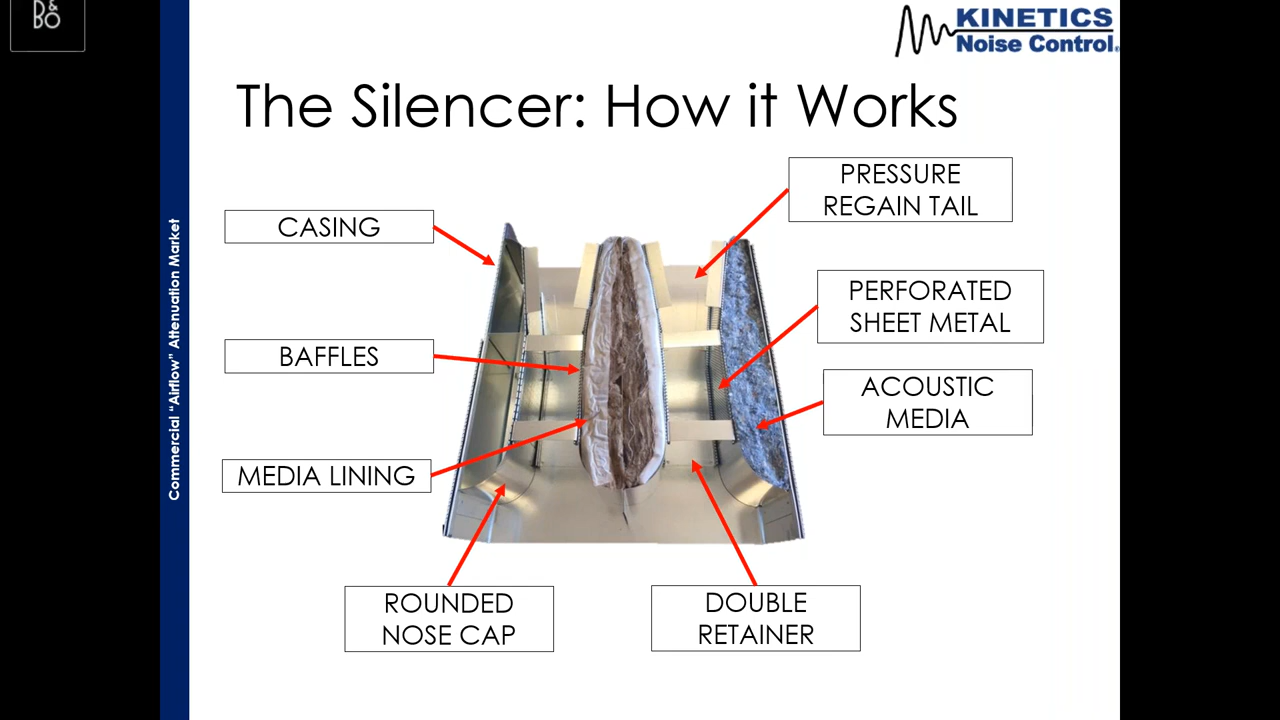 B&
BO
KINETICS
Noise Control.
The Silencer: How it Works
PRESSURE
REGAIN TAIL
CASING
PERFORATED
SHEET METAL
BAFFLES
ACOUSTIC
MEDIA
MEDIA LINING
ROUNDED
NOSE CAP
DOUBLE
RETAINER
Commercial “Airflow” Attenuation Market